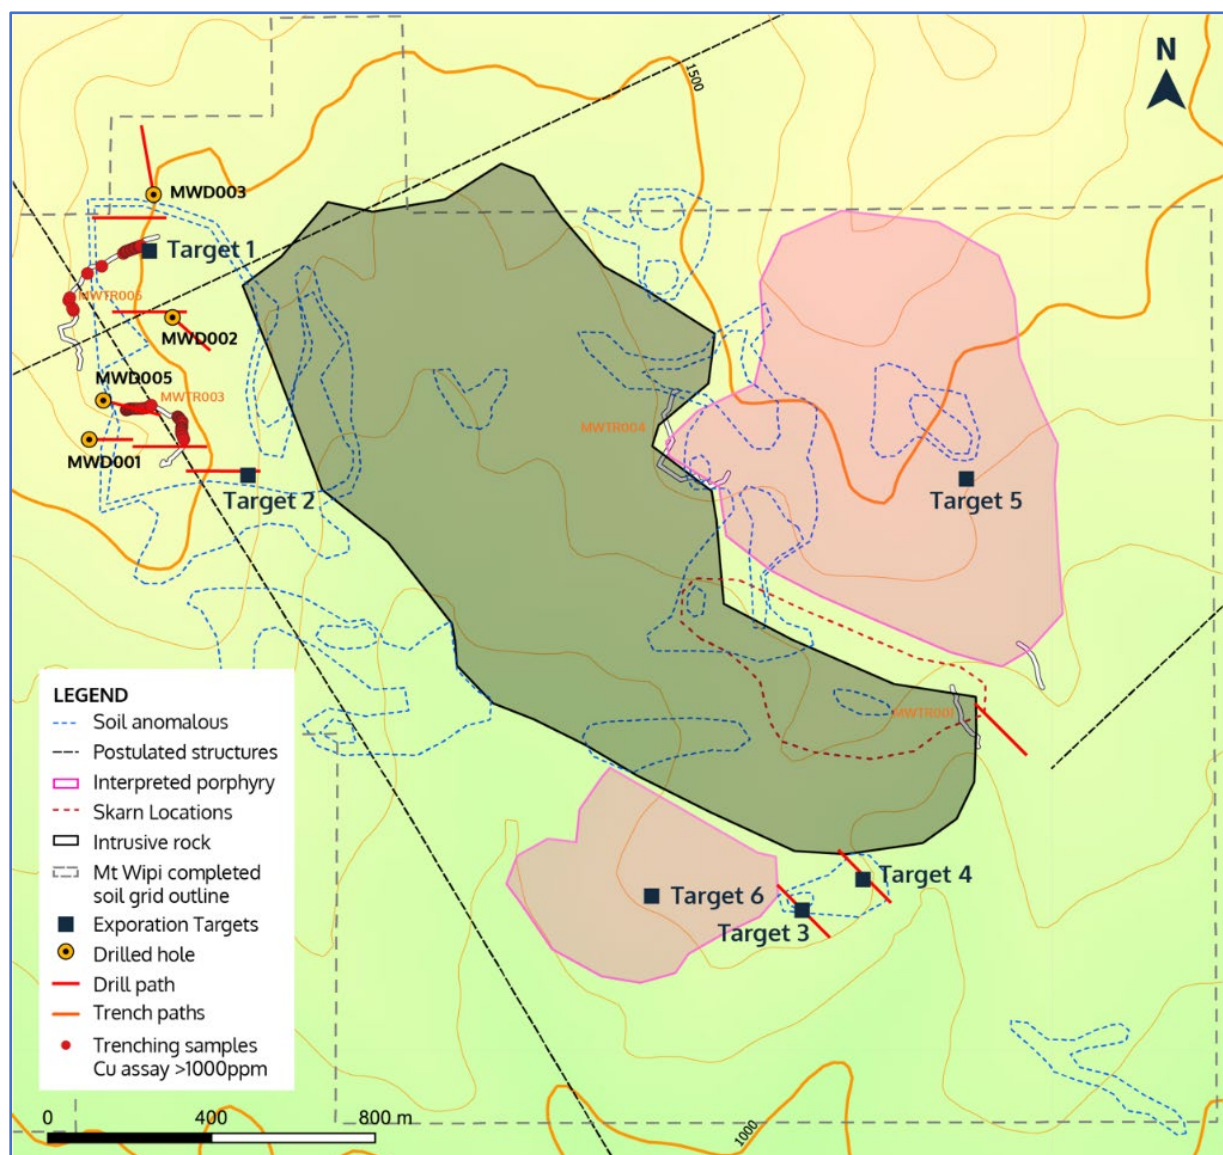 N
1500
MWD003
Target 1
MWTR005
MWD002
MWD005
MWTR003
MWTR004
MWD001
Target 2
Target 5
LEGEND
Soil anomalous
Postulated structures
Interpreted porphyry
Skarn Locations
Intrusive rock
Mt Wipi completed
soil grid outline
Exporation Targets
Drilled hole
Drill path
Trench paths
Trenching samples
Cu assay >1000ppm
MWTR001
Target 4
Target 6
Target 3
0
400
800 m
1000